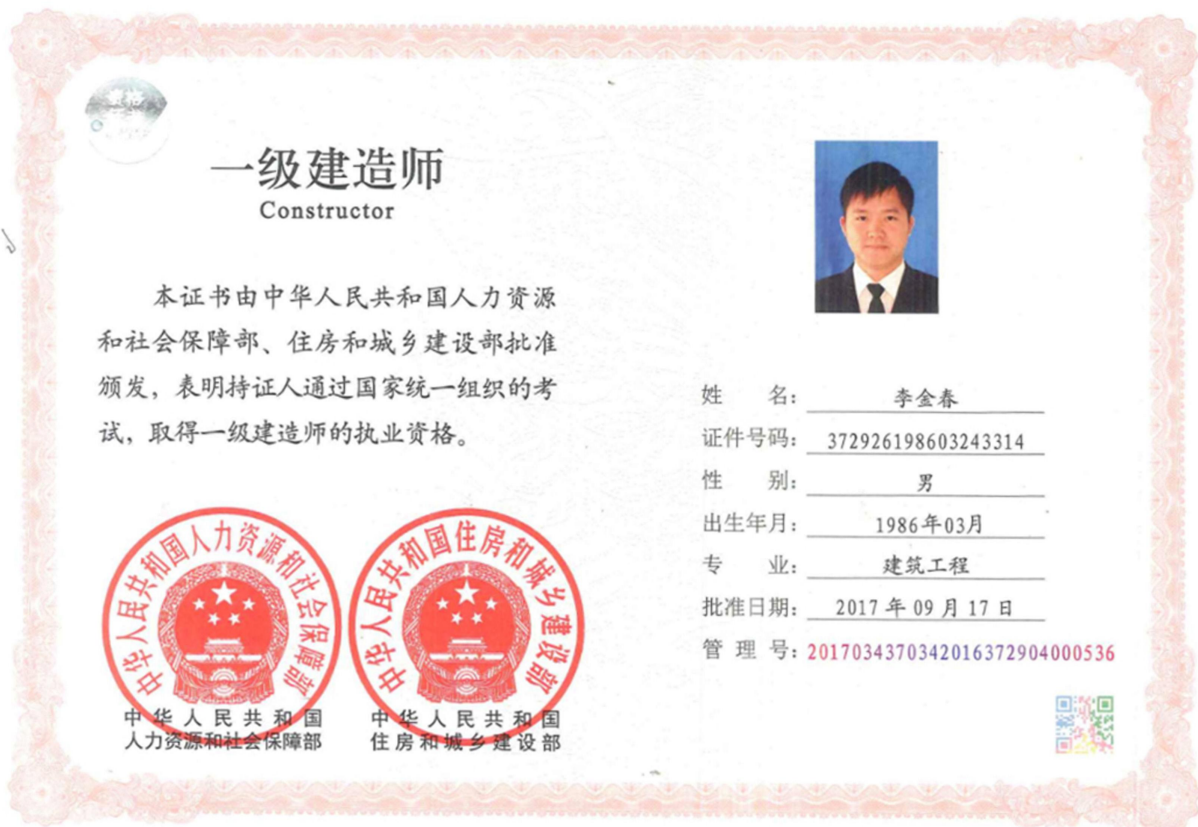 资格
一级建造师
Constructor
本证书由中华人民共和国人力资源
和社会保障部、住房和城乡建设部批准
颁发，表明持证人通过国家统一组织的考
试，取得一级建造师的执业资格。
中华人民共和国人力资源和社会保障部
中华人民共和国住房和城乡建设部
中华人民共和国
人力资源和社会保障部
中华人民共和国
住房和城乡建设部
姓 名： 李金春
证件号码： 372926198603243314
性 别： 男
出生年月： 1986年03月
专 业： 建筑工程
批准日期： 2017 年 09 月 17 日
管 理 号： 2017034370342016372904000536